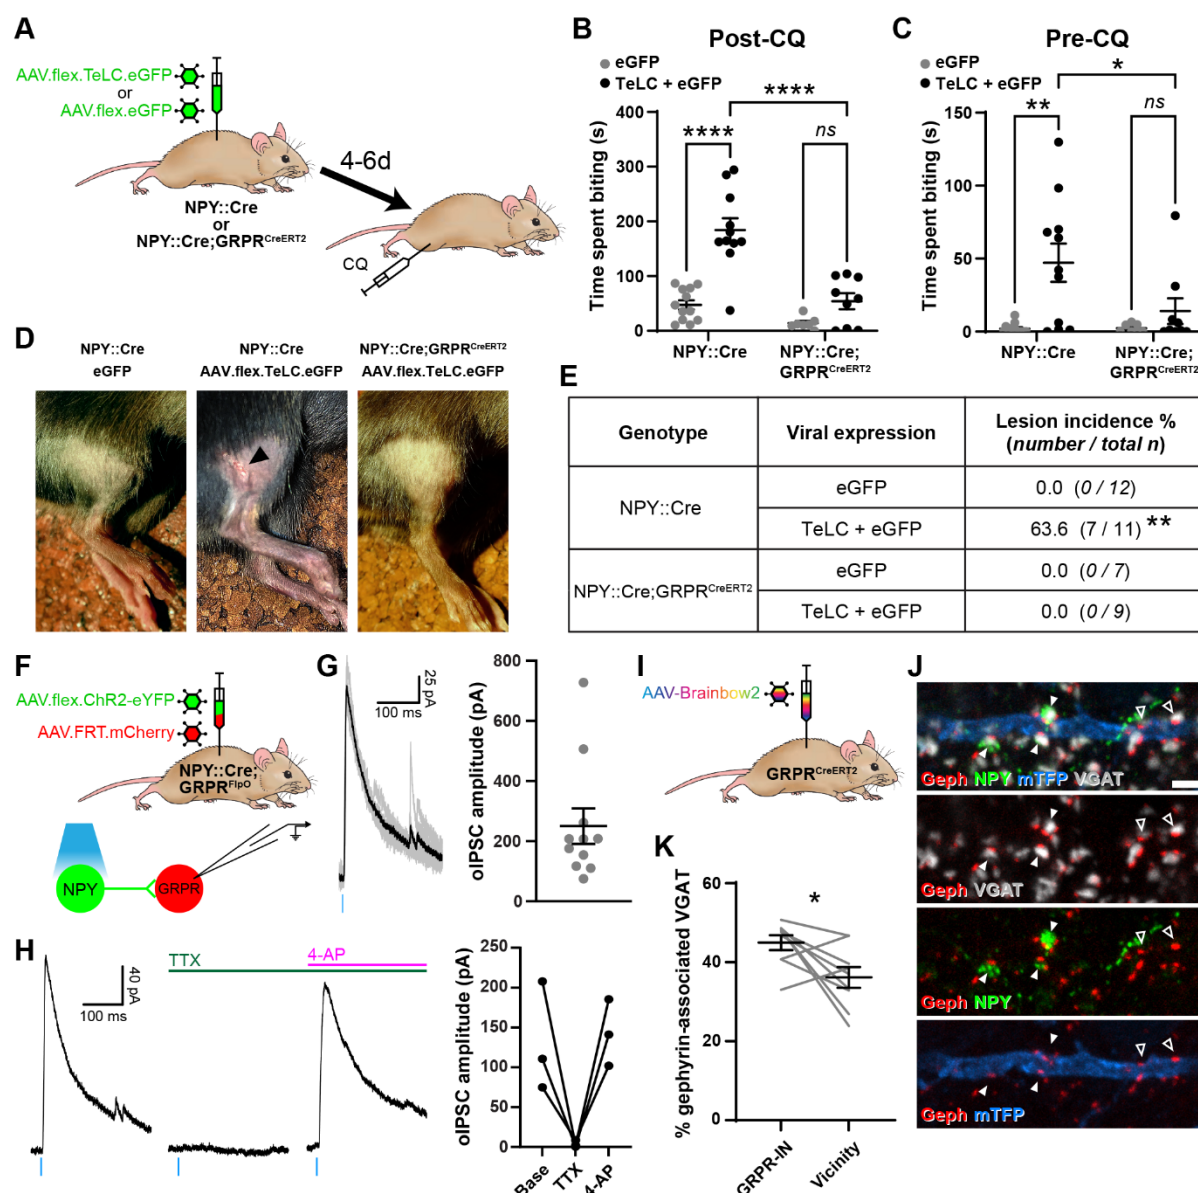 A
AAV.flex.TeLC.eGFP
or
AAV.flex.eGFP
NPY::Cre
or
NPY::Cre;GRPR^CreERT2
4-6d
CQ
B
Post-CQ
eGFP
TeLC + eGFP
Time spent biting (s)
400
300
200
100
0
****
****
ns
NPY::Cre
NPY::Cre;
GRPR^CreERT2
C
Pre-CQ
eGFP
TeLC + eGFP
Time spent biting (s)
150
100
50
0
**
*
ns
NPY::Cre
NPY::Cre;
GRPR^CreERT2
D
NPY::Cre
eGFP
NPY::Cre
AAV.flex.TeLC.eGFP
NPY::Cre;GRPR^CreERT2
AAV.flex.TeLC.eGFP
E
Genotype
Viral expression
Lesion incidence %
(number / total n)
NPY::Cre
eGFP
0.0 (0 / 12)
TeLC + eGFP
63.6 (7 / 11) **
NPY::Cre;GRPR^CreERT2
eGFP
0.0 (0 / 7)
TeLC + eGFP
0.0 (0 / 9)
F
AAV.flex.ChR2-eYFP
AAV.FRT.mCherry
NPY::Cre;
GRPR^FlpO
NPY
GRPR
G
25 pA
100 ms
oIPSC amplitude (pA)
800
600
400
200
0
H
40 pA
100 ms
TTX
4-AP
oIPSC amplitude (pA)
250
200
150
100
50
0
Base
TTX
4-AP
I
AAV-Brainbow2
GRPR^CreERT2
J
Geph NPY mTFP VGAT
Geph VGAT
Geph NPY
Geph mTFP
K
% gephyrin-associated VGAT
60
40
20
0
*
GRPR-IN
Vicinity